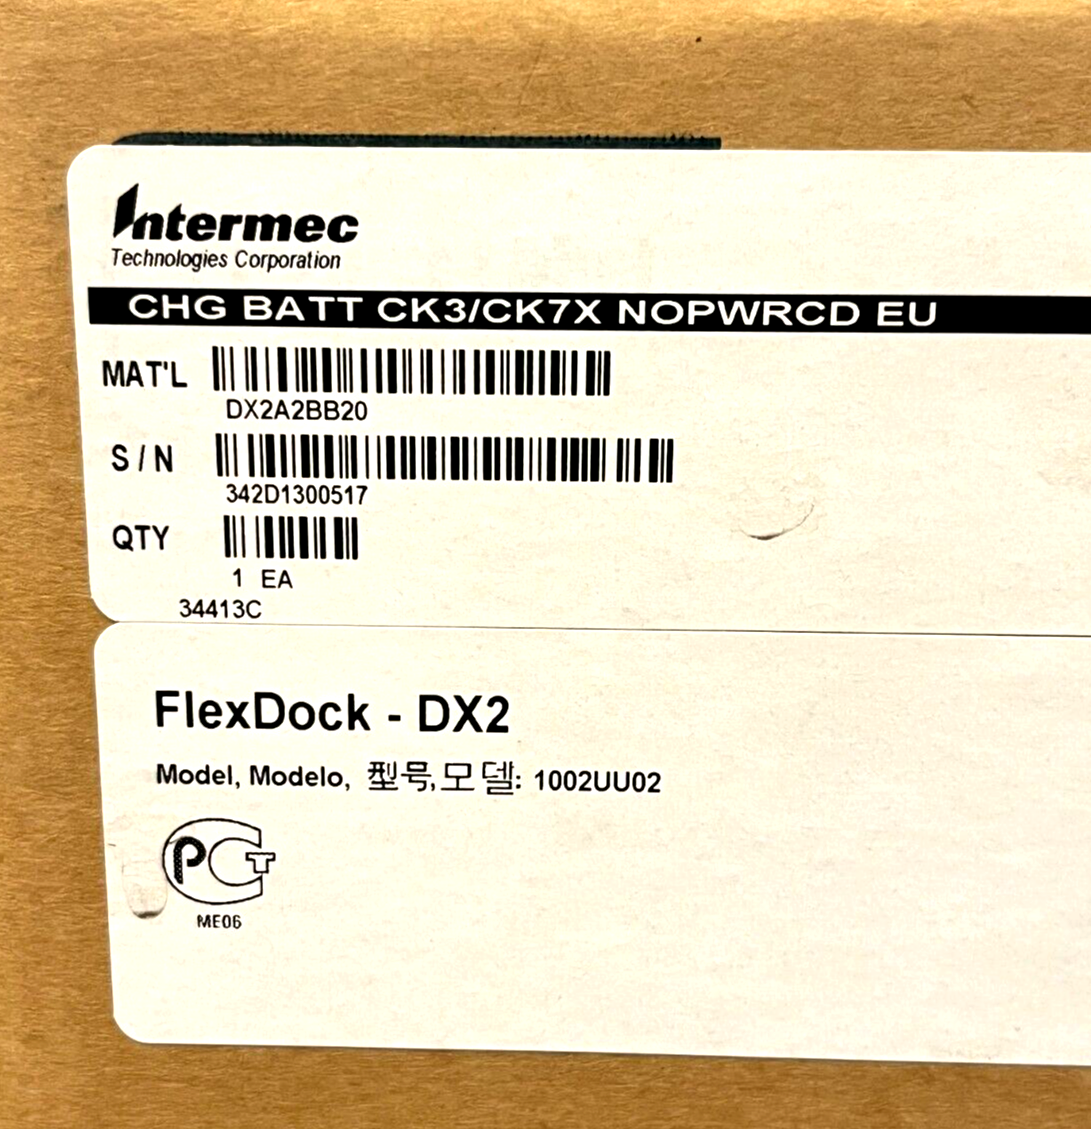 Intermec
Technologies Corporation
CHG BATT CK3/CK7X NOPWRCD EU
MAT'L
DX2A2BB20
S/N
342D1300517
QTY
1 EA
34413C
FlexDock - DX2
Model, Modelo, 型号,모델: 1002UU02
PCT
ME06